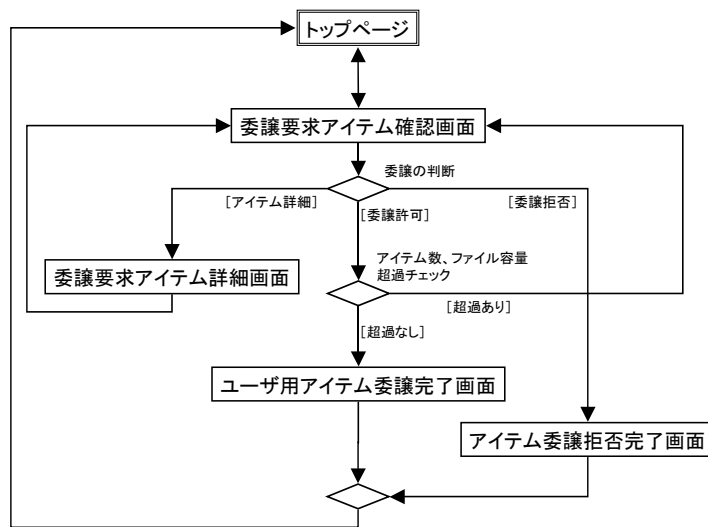 トップページ
委譲要求アイテム確認画面
委譲の判断
[アイテム詳細]
[委譲許可]
[委譲拒否]
アイテム数、ファイル容量
超過チェック
委譲要求アイテム詳細画面
[超過あり]
[超過なし]
ユーザ用アイテム委譲完了画面
アイテム委譲拒否完了画面